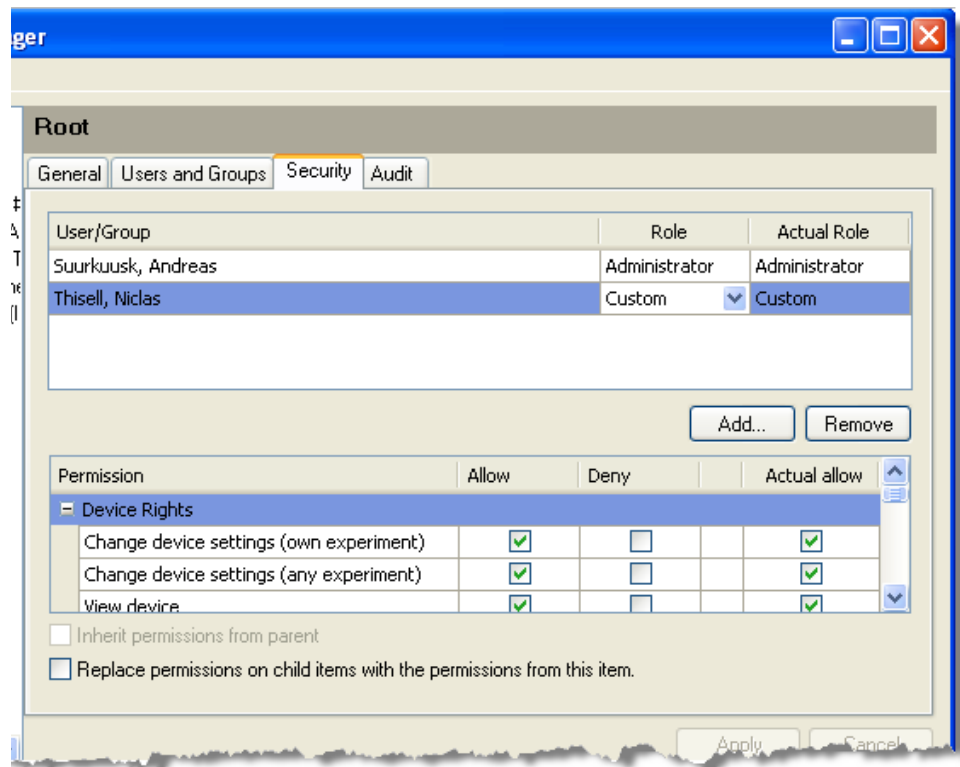 ger
Root
General Users and Groups Security Audit
User/Group Role Actual Role
Suurkuusk, Andreas Administrator Administrator
Thisell, Niclas Custom Custom
Add... Remove
Permission Allow Deny Actual allow
Device Rights
Change device settings (own experiment)
Change device settings (any experiment)
View device
Inherit permissions from parent
Replace permissions on child items with the permissions from this item.
Apply Cancel